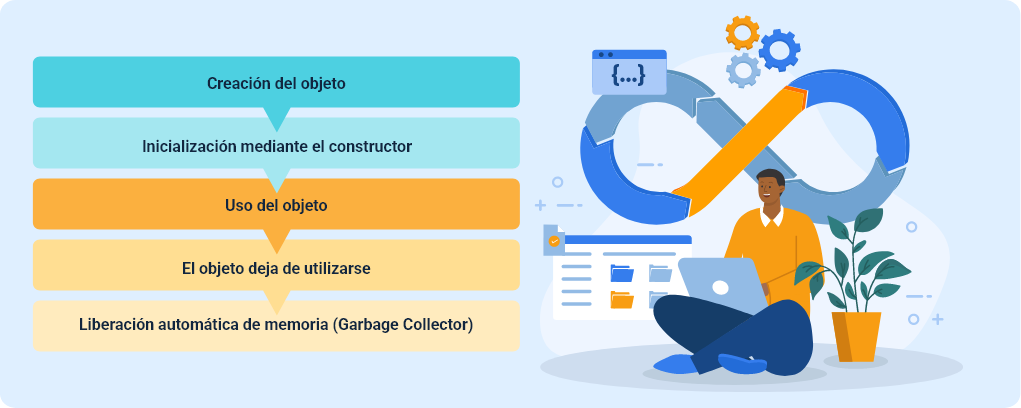 Creación del objeto
Inicialización mediante el constructor
Uso del objeto
El objeto deja de utilizarse
Liberación automática de memoria (Garbage Collector)
{...}